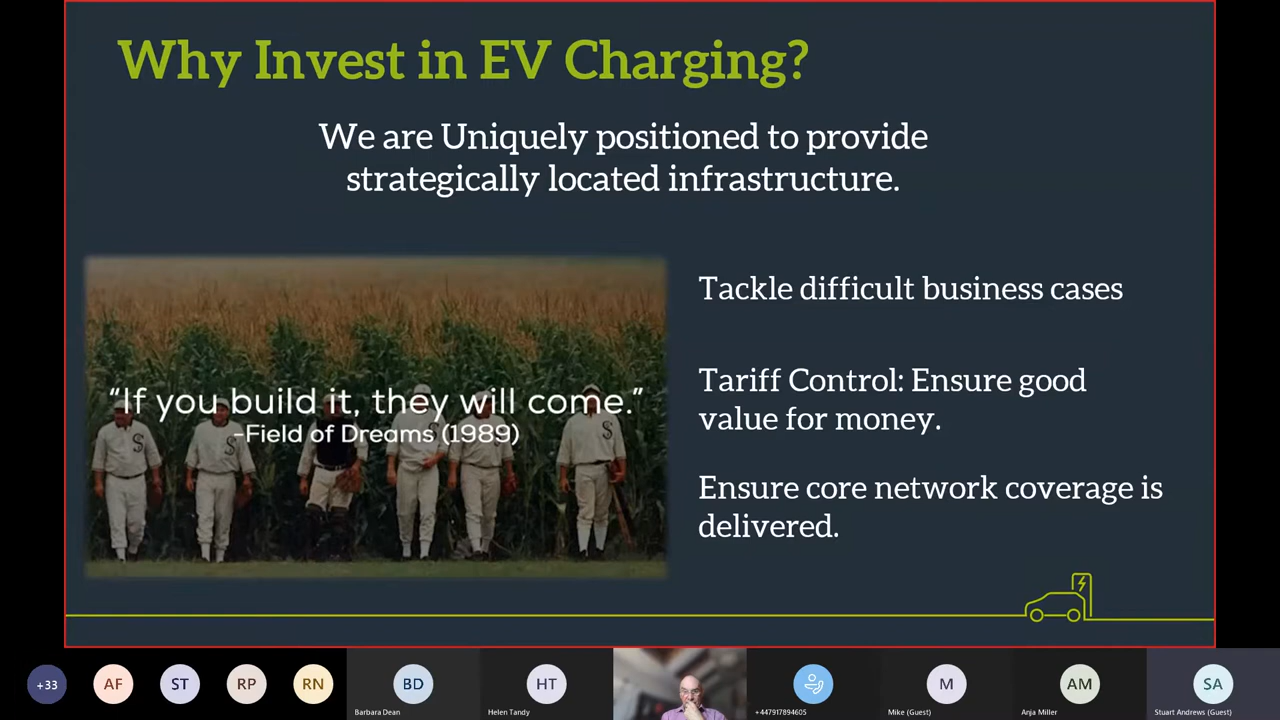 Why Invest in EV Charging?
We are Uniquely positioned to provide
strategically located infrastructure.
“If you build it, they will come.”
-Field of Dreams (1989)
Tackle difficult business cases
Tariff Control: Ensure good
value for money.
Ensure core network coverage is
delivered.
+33
AF
ST
RP
RN
BD
Barbara Dean
HT
Helen Tandy
+447917894605
M
Mike (Guest)
AM
Anja Miller
SA
Stuart Andrews (Guest)